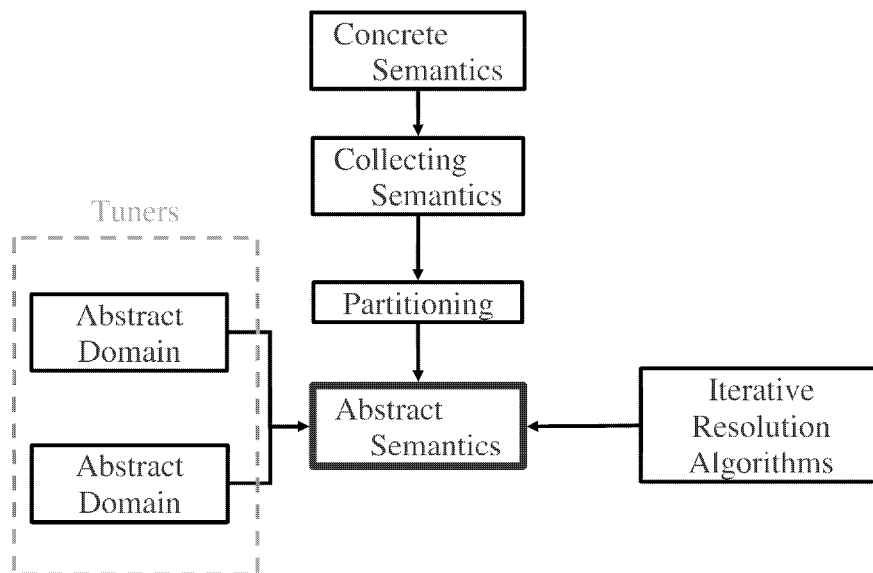 Concrete
Semantics
Collecting
Semantics
Tuners
Partitioning
Abstract
Domain
Abstract
Semantics
Iterative
Resolution
Algorithms
Abstract
Domain